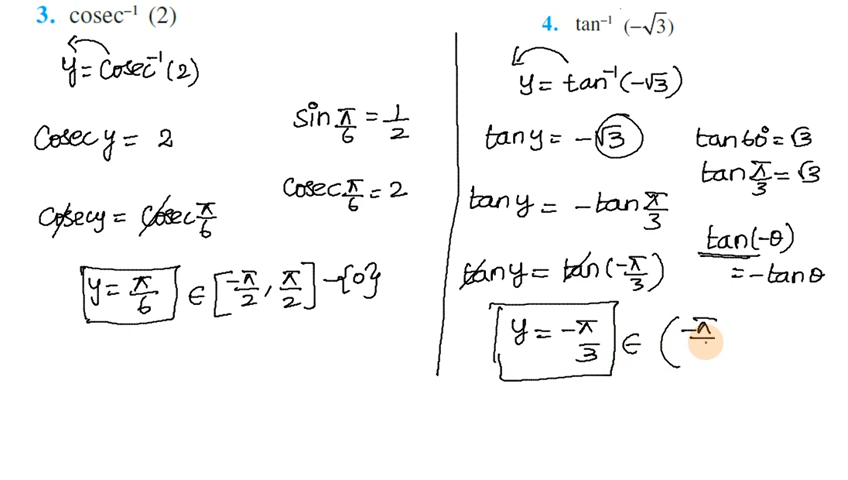 3. cosec⁻¹ (2)
y = Cosec⁻¹(2)
Sin π/6 = 1/2
Cosec y = 2
Cosec π/6 = 2
Cosec y = Cosec π/6
y = π/6 ∈ [-π/2, π/2] - {0}
4. tan⁻¹ (-√3)
y = tan⁻¹(-√3)
tan y = -√3
tan 60° = √3
tan π/3 = √3
tan y = -tan π/3
tan(-θ)
= -tan θ
tan y = tan(-π/3)
y = -π/3 ∈ (-π